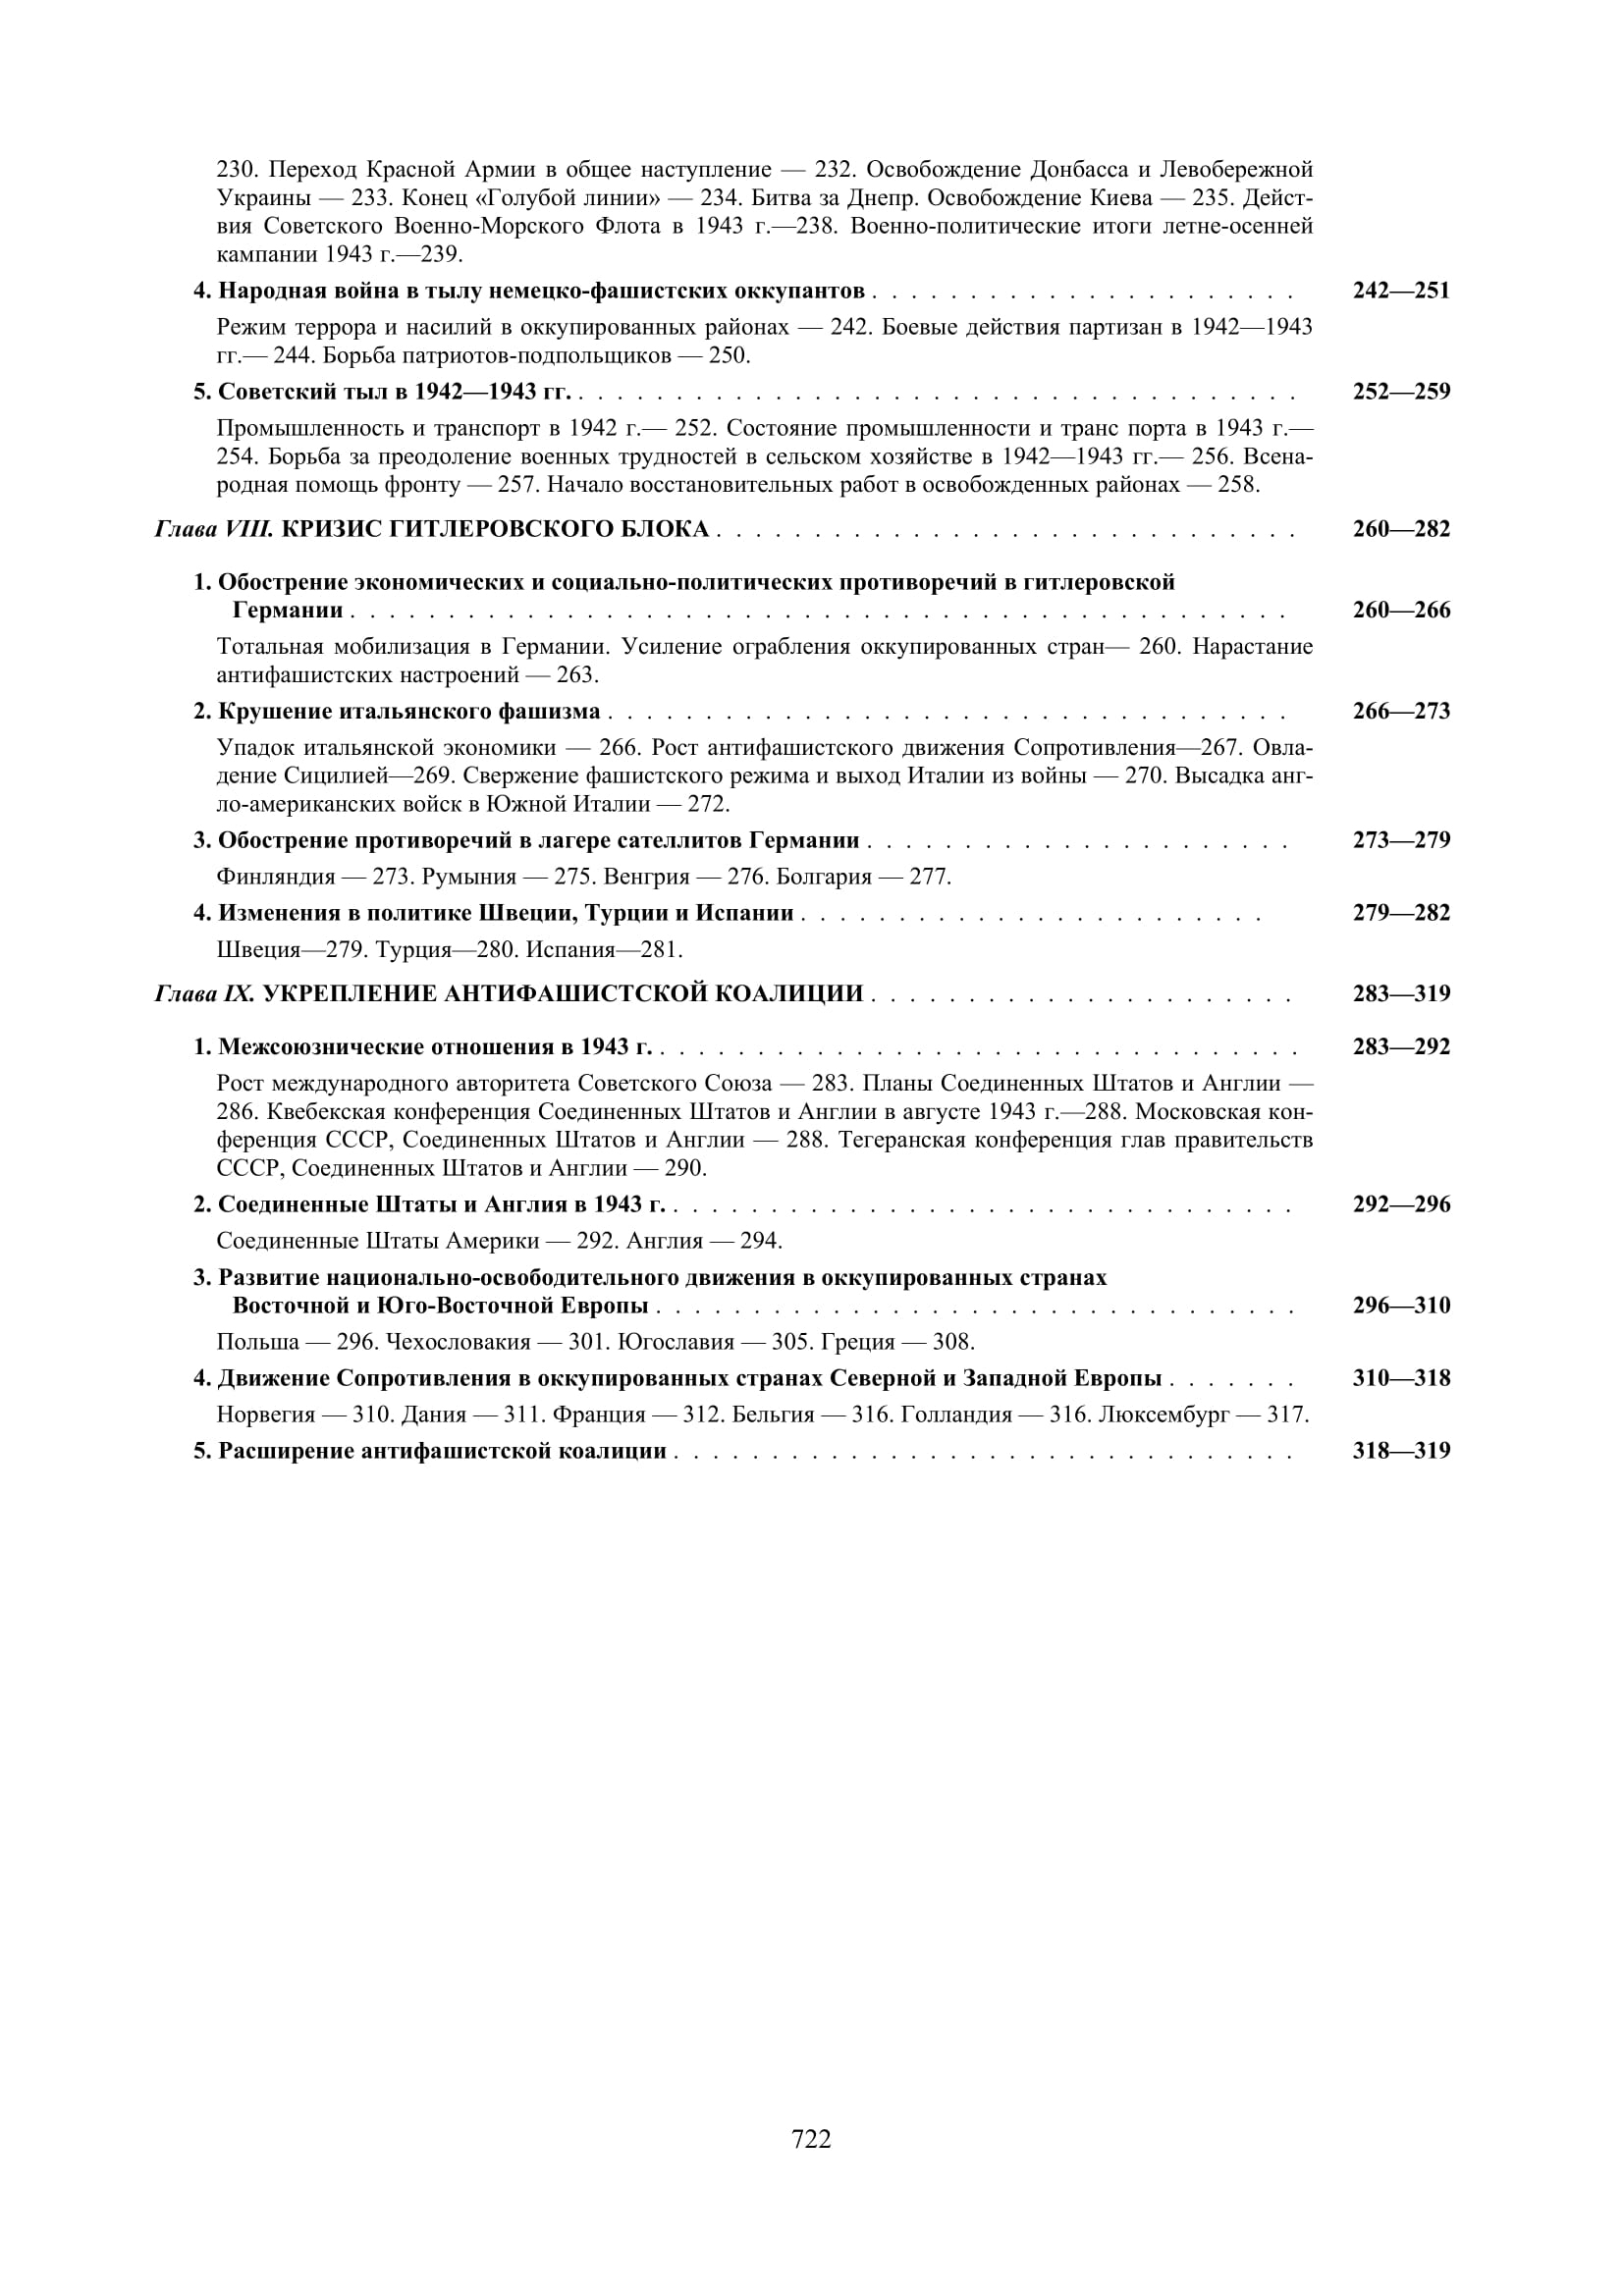 230. Переход Красной Армии в общее наступление — 232. Освобождение Донбасса и Левобережной
Украины — 233. Конец «Голубой линии» — 234. Битва за Днепр. Освобождение Киева — 235. Дейст-
вия Советского Военно-Морского Флота в 1943 г.—238. Военно-политические итоги летне-осенней
кампании 1943 г.—239.
4. Народная война в тылу немецко-фашистских оккупантов . . . . . . . . . . . . . . . . . . . . . . 242—251
Режим террора и насилий в оккупированных районах — 242. Боевые действия партизан в 1942—1943
гг.— 244. Борьба патриотов-подпольщиков — 250.
5. Советский тыл в 1942—1943 гг. . . . . . . . . . . . . . . . . . . . . . . . . . . . . . . . . . . . . . 252—259
Промышленность и транспорт в 1942 г.— 252. Состояние промышленности и транс порта в 1943 г.—
254. Борьба за преодоление военных трудностей в сельском хозяйстве в 1942—1943 гг.— 256. Всена-
родная помощь фронту — 257. Начало восстановительных работ в освобожденных районах — 258.
Глава VIII. КРИЗИС ГИТЛЕРОВСКОГО БЛОКА . . . . . . . . . . . . . . . . . . . . . . . . . . . . . . 260—282
1. Обострение экономических и социально-политических противоречий в гитлеровской
Германии . . . . . . . . . . . . . . . . . . . . . . . . . . . . . . . . . . . . . . . . . . . . . . . . 260—266
Тотальная мобилизация в Германии. Усиление ограбления оккупированных стран— 260. Нарастание
антифашистских настроений — 263.
2. Крушение итальянского фашизма . . . . . . . . . . . . . . . . . . . . . . . . . . . . . . . . . . . 266—273
Упадок итальянской экономики — 266. Рост антифашистского движения Сопротивления—267. Овла-
дение Сицилией—269. Свержение фашистского режима и выход Италии из войны — 270. Высадка анг-
ло-американских войск в Южной Италии — 272.
3. Обострение противоречий в лагере сателлитов Германии . . . . . . . . . . . . . . . . . . . . . . 273—279
Финляндия — 273. Румыния — 275. Венгрия — 276. Болгария — 277.
4. Изменения в политике Швеции, Турции и Испании . . . . . . . . . . . . . . . . . . . . . . . . 279—282
Швеция—279. Турция—280. Испания—281.
Глава IX. УКРЕПЛЕНИЕ АНТИФАШИСТСКОЙ КОАЛИЦИИ . . . . . . . . . . . . . . . . . . . . . . 283—319
1. Межсоюзнические отношения в 1943 г. . . . . . . . . . . . . . . . . . . . . . . . . . . . . . . . . . 283—292
Рост международного авторитета Советского Союза — 283. Планы Соединенных Штатов и Англии —
286. Квебекская конференция Соединенных Штатов и Англии в августе 1943 г.—288. Московская кон-
ференция СССР, Соединенных Штатов и Англии — 288. Тегеранская конференция глав правительств
СССР, Соединенных Штатов и Англии — 290.
2. Соединенные Штаты и Англия в 1943 г. . . . . . . . . . . . . . . . . . . . . . . . . . . . . . . . . 292—296
Соединенные Штаты Америки — 292. Англия — 294.
3. Развитие национально-освободительного движения в оккупированных странах
Восточной и Юго-Восточной Европы . . . . . . . . . . . . . . . . . . . . . . . . . . . . . . . . . 296—310
Польша — 296. Чехословакия — 301. Югославия — 305. Греция — 308.
4. Движение Сопротивления в оккупированных странах Северной и Западной Европы . . . . . . . 310—318
Норвегия — 310. Дания — 311. Франция — 312. Бельгия — 316. Голландия — 316. Люксембург — 317.
5. Расширение антифашистской коалиции . . . . . . . . . . . . . . . . . . . . . . . . . . . . . . . . 318—319
722